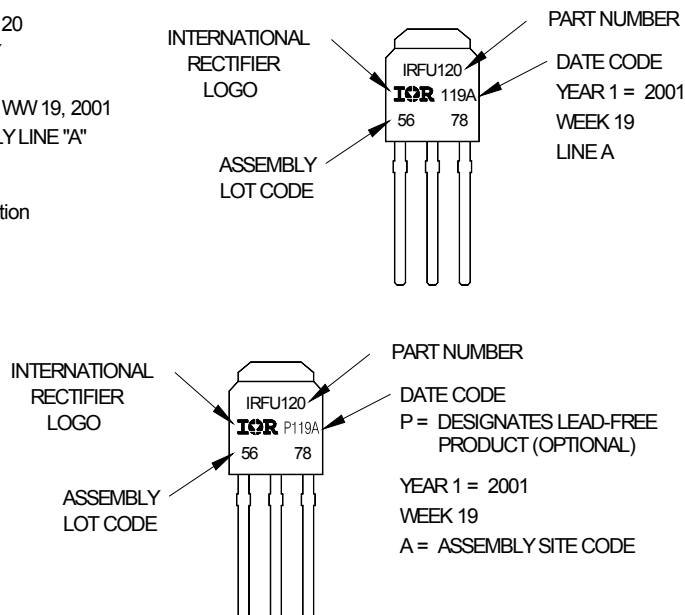 20
WW 19, 2001
LY LINE "A"
tion
INTERNATIONAL
RECTIFIER
LOGO
PART NUMBER
IRFU120
IOR 119A
56 78
DATE CODE
YEAR 1 = 2001
WEEK 19
LINE A
ASSEMBLY
LOT CODE
INTERNATIONAL
RECTIFIER
LOGO
PART NUMBER
IRFU120
IOR P119A
56 78
DATE CODE
P = DESIGNATES LEAD-FREE
PRODUCT (OPTIONAL)
YEAR 1 = 2001
WEEK 19
A = ASSEMBLY SITE CODE
ASSEMBLY
LOT CODE